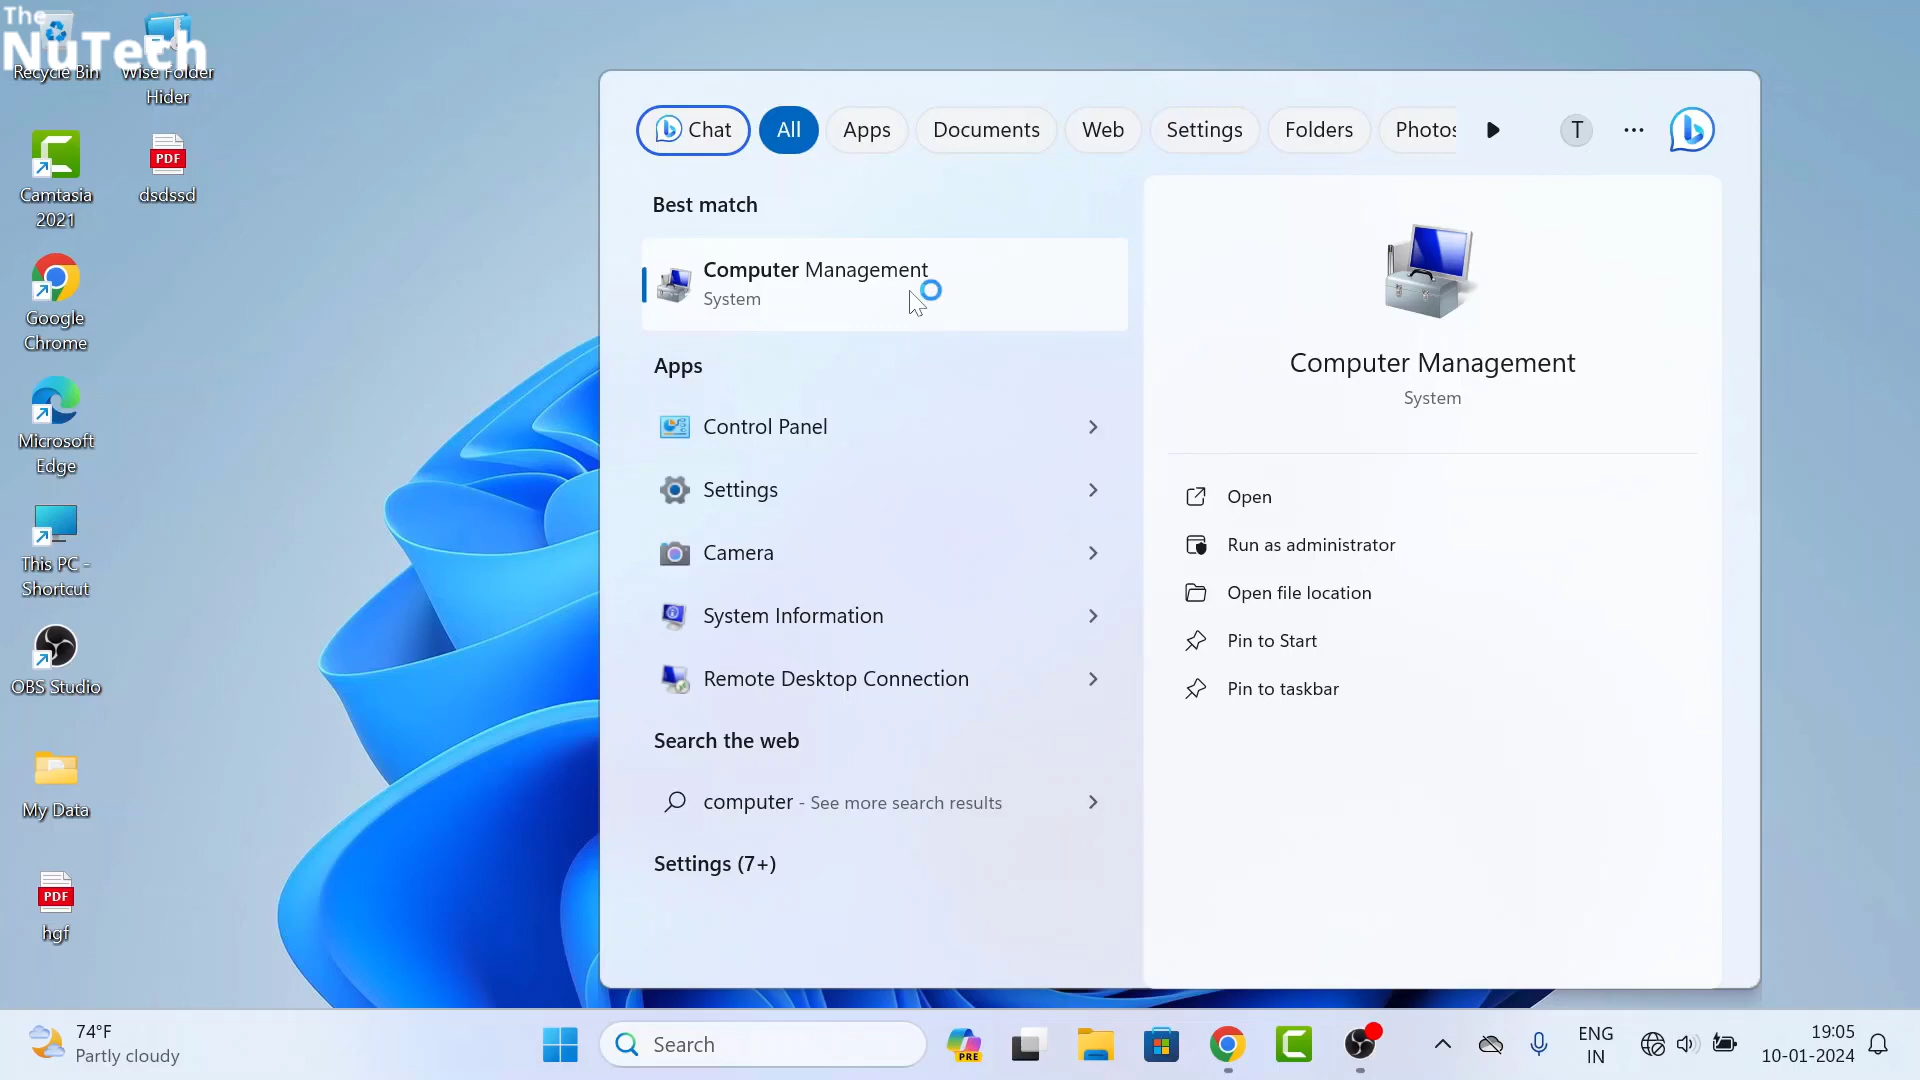 The
NuTech
Recycle Bin
Wise Folder
Hider
Camtasia
2021
PDF
dsdssd
Google
Chrome
Microsoft
Edge
This PC -
Shortcut
OBS Studio
My Data
PDF
hgf
Chat
All
Apps
Documents
Web
Settings
Folders
Photos
T
Best match
Computer Management
System
Apps
Control Panel
Settings
Camera
System Information
Remote Desktop Connection
Search the web
computer - See more search results
Settings (7+)
Computer Management
System
Open
Run as administrator
Open file location
Pin to Start
Pin to taskbar
74°F
Partly cloudy
Search
PRE
ENG
IN
19:05
10-01-2024